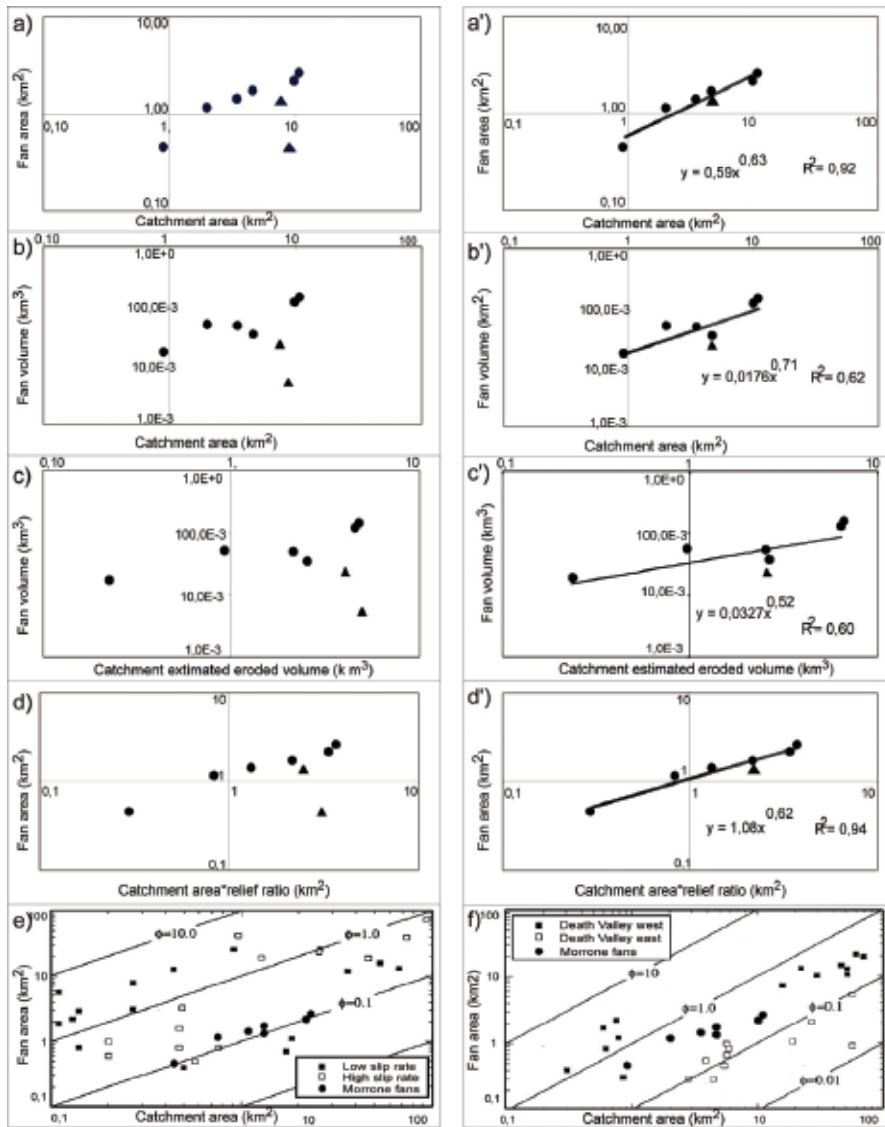 a)
10,00
1,00
0,10
1
10
100
0,10
Fan area (km2)
Catchment area (km2)
a')
10,00
1,00
0,1
1
10
100
0,10
Fan area (km2)
y = 0,59x0,63
R2 = 0,92
Catchment area (km2)
b)
0,10
1
10
100
1,0E+0
100,0E-3
10,0E-3
1,0E-3
Fan volume (km3)
Catchment area (km2)
b')
0,1
1
10
100
1,0E+0
100,0E-3
10,0E-3
1,0E-3
Fan volume (km2)
y = 0,0176x0,71
R2 = 0,62
Catchment area (km2)
c)
0,10
1,
10
1,0E+0
100,0E-3
10,0E-3
1,0E-3
Fan volume (km3)
Catchment extimated eroded volume (k m3)
c')
0,1
1
10
1,0E+0
100,0E-3
10,0E-3
1,0E-3
Fan volume (km3)
y = 0,0327x0,52
R2 = 0,60
Catchment estimated eroded volume (km3)
d)
10
1
0.1
1
10
0,1
Fan area (km2)
Catchment area*relief ratio (km2)
d')
10
0,1
1
10
0,1
Fan area (km2)
y = 1,08x0,62
R2 = 0,94
Catchment area*relief ratio (km2)
e)
100
10
1
0.1
Fan area (km2)
ϕ=10.0
ϕ=1.0
ϕ=0.1
Low slip rate
High slip rate
Morrone fans
0.1
1
10
100
Catchment area (km2)
f)
100
10
1
0.1
Fan area (km2)
Death Valley west
Death Valley east
Morrone fans
ϕ=10
ϕ=1.0
ϕ=0.1
ϕ=0.01
0.1
1
10
100
Catchment area (km2)